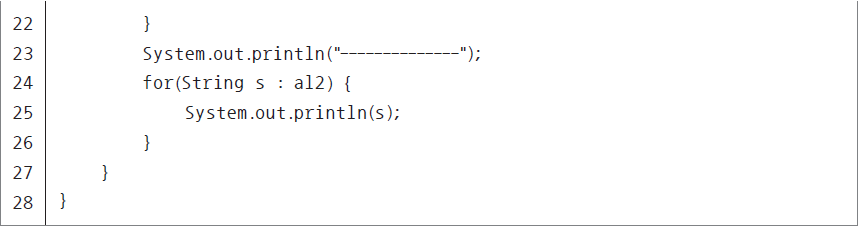 22 }
23 System.out.println("--------------");
24 for(String s : al2) {
25 System.out.println(s);
26 }
27 }
28 }